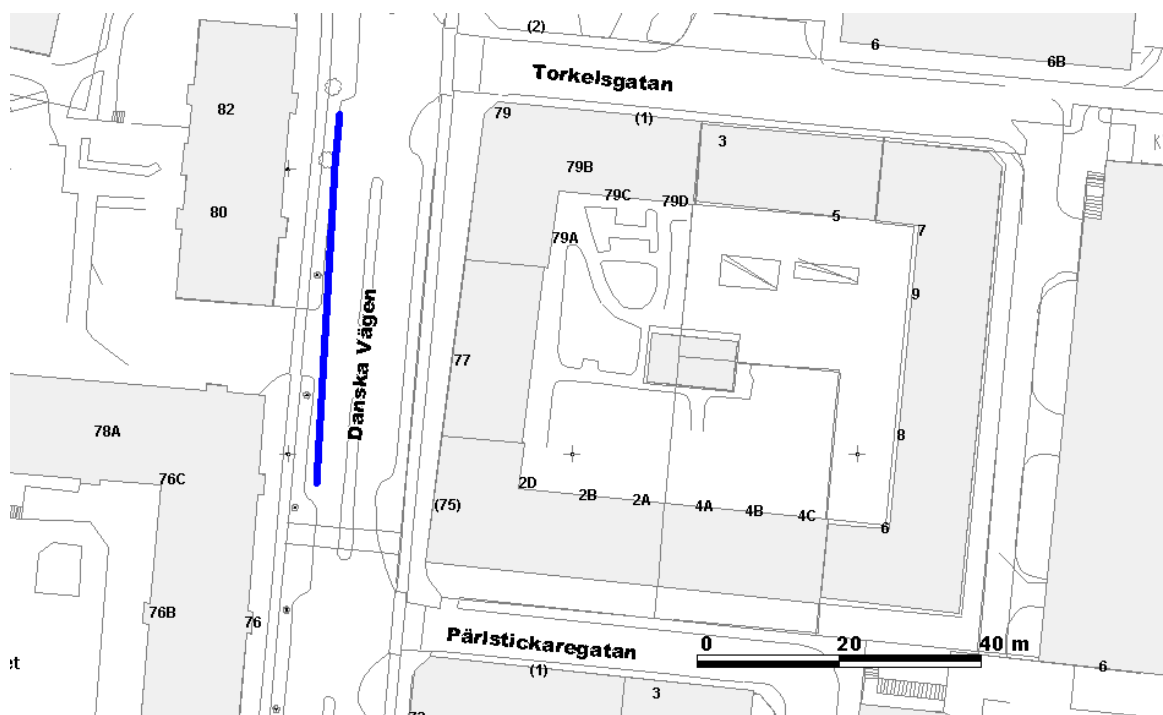 (2)
6
6B
Torkelsgatan
82
79
(1)
3
K
79B
79C
79D
80
5
7
79A
9
Danska Vägen
77
78A
8
76C
2D
2B
2A
4A
4B
4C
(75)
6
76B
76
Pärlstickaregatan
0 20 40 m
et
(1)
6
3